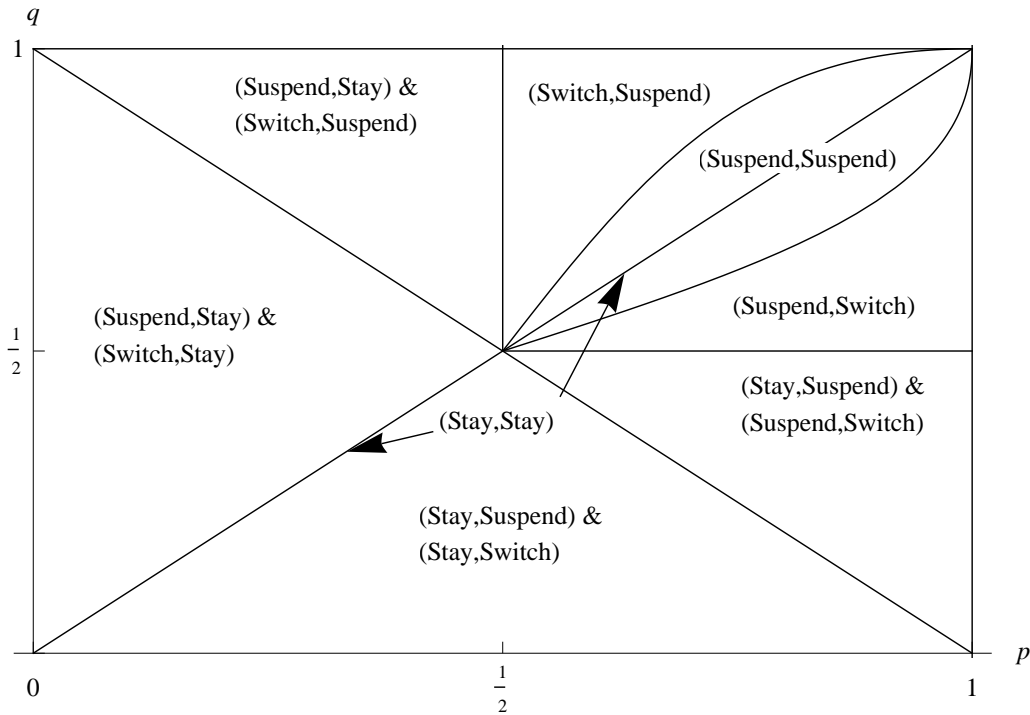 q
1
(Suspend,Stay) &
(Switch,Suspend)
(Switch,Suspend)
(Suspend,Suspend)
(Suspend,Stay) &
(Switch,Stay)
(Suspend,Switch)
1/2
(Stay,Suspend) &
(Suspend,Switch)
(Stay,Stay)
(Stay,Suspend) &
(Stay,Switch)
p
0
1/2
1